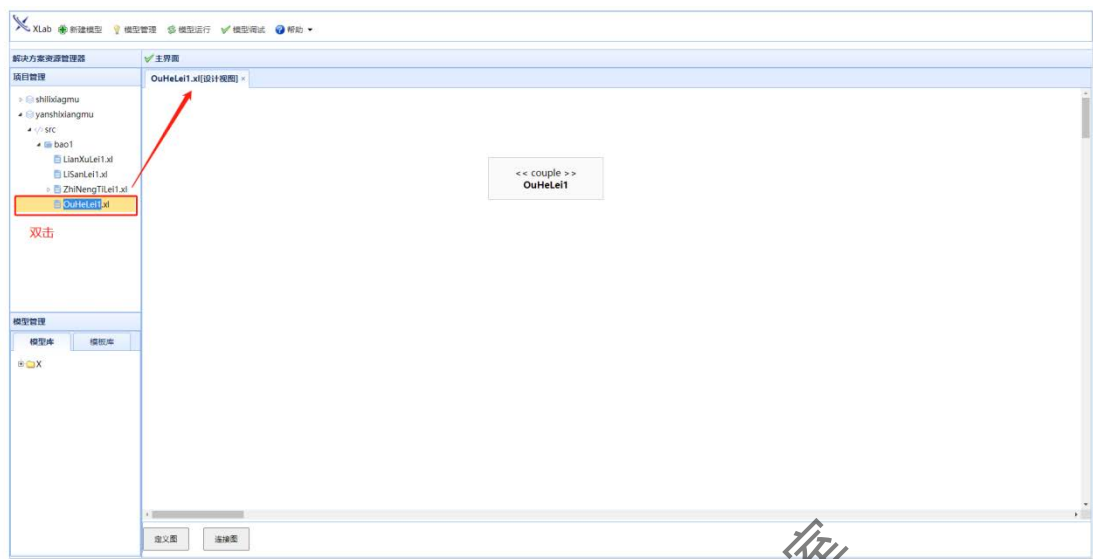 XLab 新建模型 模型管理 模型运行 模型调试 帮助
解决方案资源管理器
主界面
项目管理
OuHeLei1.xl[设计视图] ×
shilixiagmu
yanshixiangmu
src
bao1
LianXuLei1.xl
LiSanLei1.xl
ZhiNengTiLei1.xl
OuHeLei1.xl
双击
<< couple >>
OuHeLei1
模型管理
模型库 模板库
X
定义图 连接图